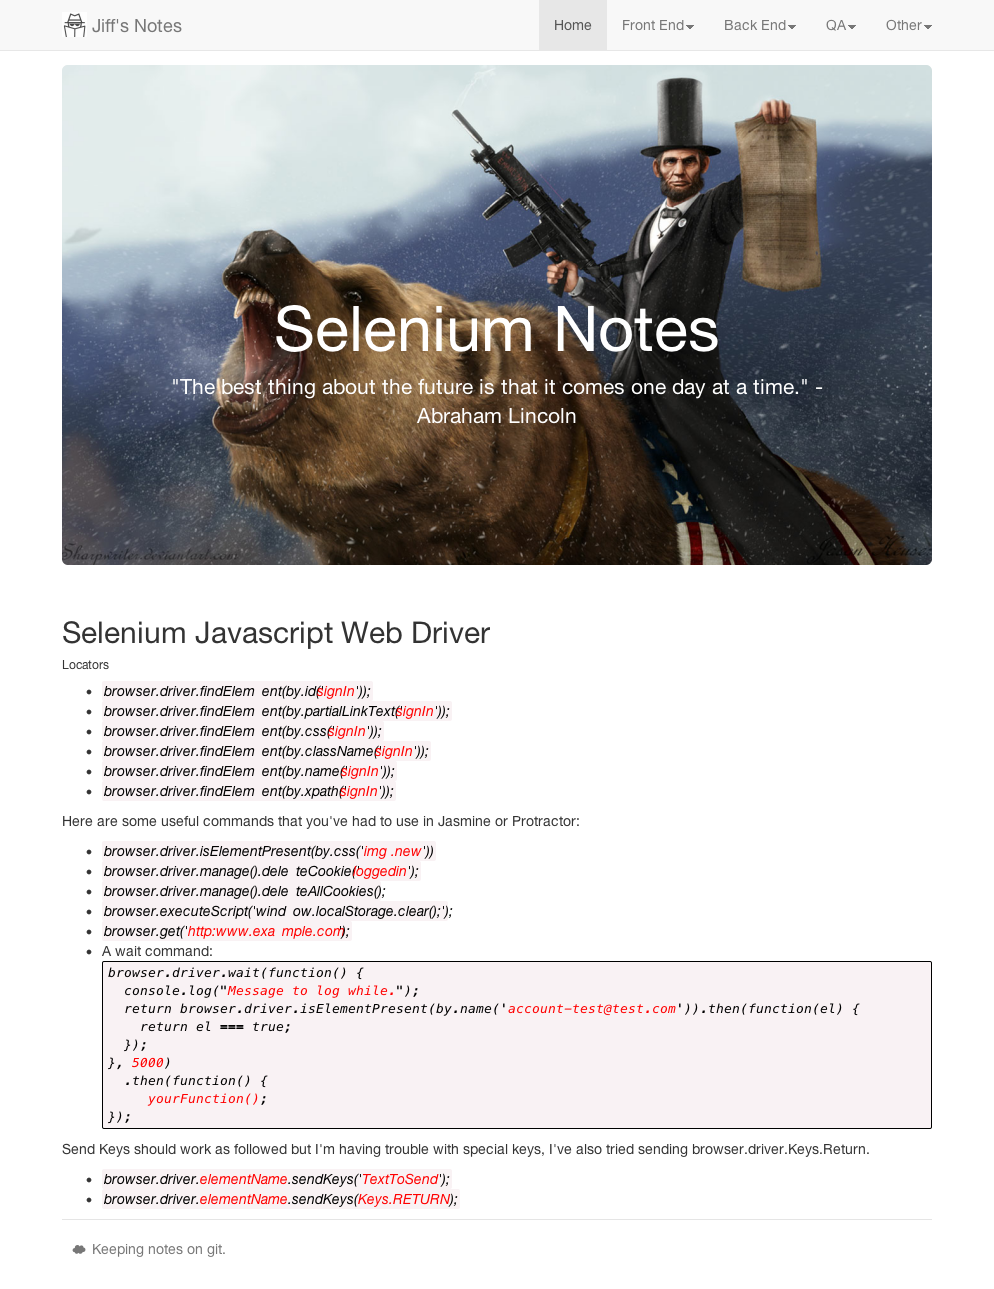 Jiff's Notes
Home Front End Back End QA Other
Selenium Notes
"The best thing about the future is that it comes one day at a time." -
Abraham Lincoln
Sharpwriter.deviantart.com
Jason Heuser
Selenium Javascript Web Driver
Locators
browser.driver.findElement(by.id('signIn'));
browser.driver.findElement(by.partialLinkText('signIn'));
browser.driver.findElement(by.css('signIn'));
browser.driver.findElement(by.className('signIn'));
browser.driver.findElement(by.name('signIn'));
browser.driver.findElement(by.xpath('signIn'));
Here are some useful commands that you've had to use in Jasmine or Protractor:
browser.driver.isElementPresent(by.css('img .new'))
browser.driver.manage().deleteCookie('loggedin');
browser.driver.manage().deleteAllCookies();
browser.executeScript('window.localStorage.clear();');
browser.get('http:www.example.com');
A wait command:
browser.driver.wait(function() {
console.log("Message to log while.");
return browser.driver.isElementPresent(by.name('account-test@test.com')).then(function(el) {
return el === true;
});
}, 5000)
.then(function() {
yourFunction();
});
Send Keys should work as followed but I'm having trouble with special keys, I've also tried sending browser.driver.Keys.Return.
browser.driver.elementName.sendKeys('TextToSend');
browser.driver.elementName.sendKeys(Keys.RETURN);
Keeping notes on git.